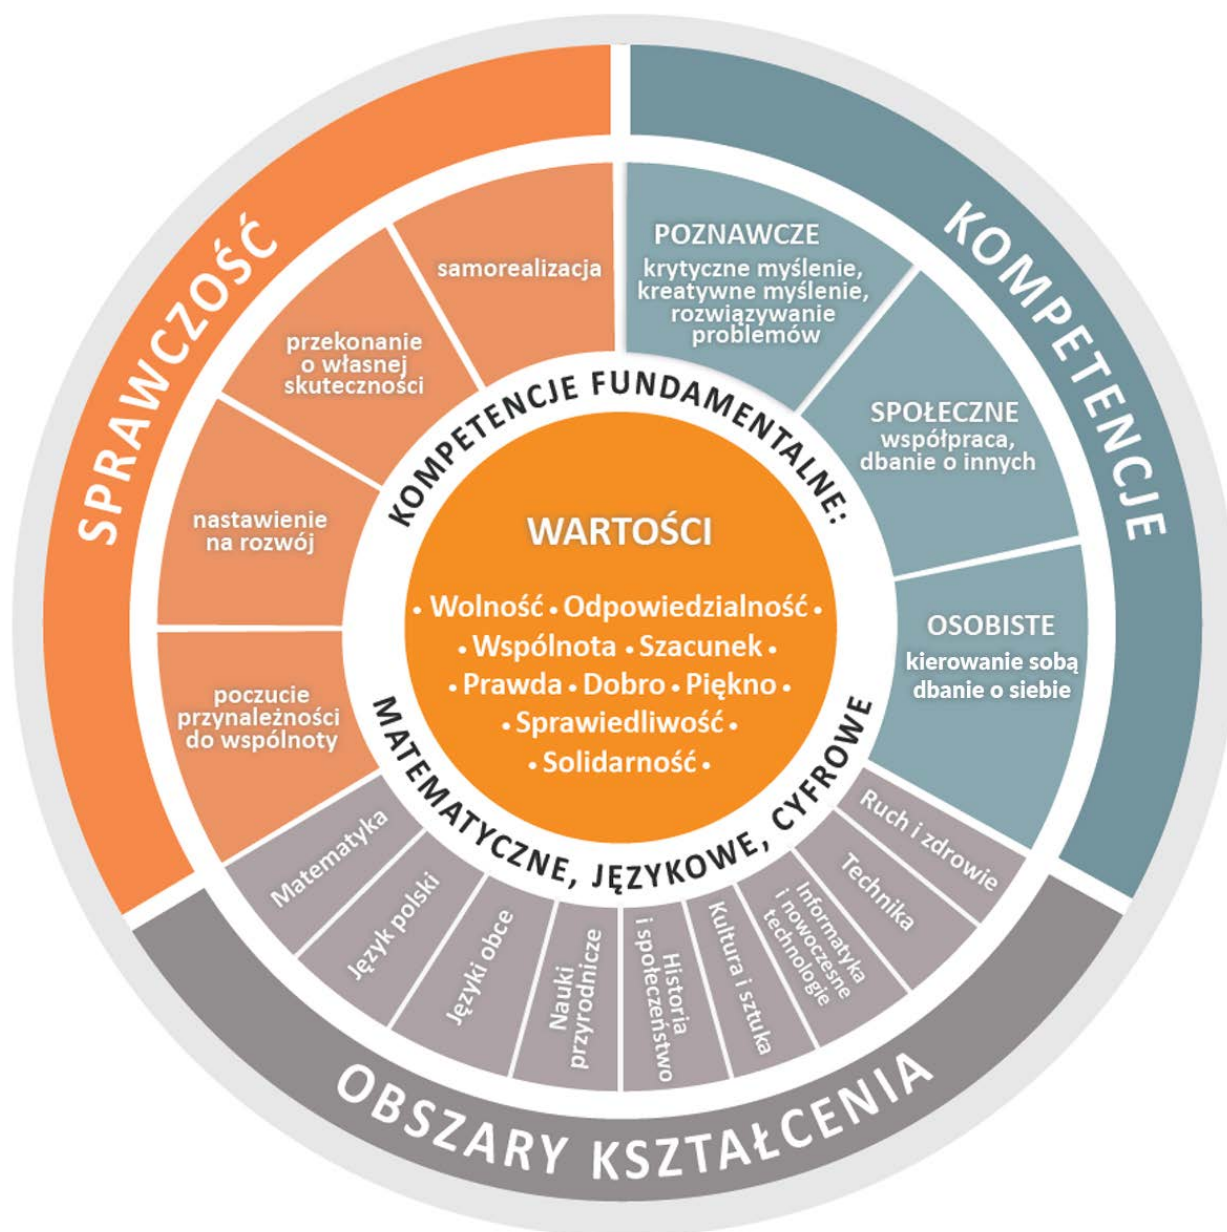 SPRAWCZOŚĆ
samorealizacja
przekonanie
o własnej
skuteczności
nastawienie
na rozwój
poczucie
przynależności
do wspólnoty
KOMPETENCJE
POZNAWCZE
krytyczne myślenie,
kreatywne myślenie,
rozwiązywanie
problemów
SPOŁECZNE
współpraca,
dbanie o innych
OSOBISTE
kierowanie sobą
dbanie o siebie
KOMPETENCJE FUNDAMENTALNE:
MATEMATYCZNE, JĘZYKOWE, CYFROWE
WARTOŚCI
• Wolność • Odpowiedzialność •
• Wspólnota • Szacunek •
• Prawda • Dobro • Piękno •
• Sprawiedliwość •
• Solidarność •
Matematyka
Język polski
Języki obce
Nauki
przyrodnicze
Historia
i społeczeństwo
Kultura i sztuka
Informatyka
i nowoczesne
technologie
Technika
Ruch i zdrowie
OBSZARY KSZTAŁCENIA